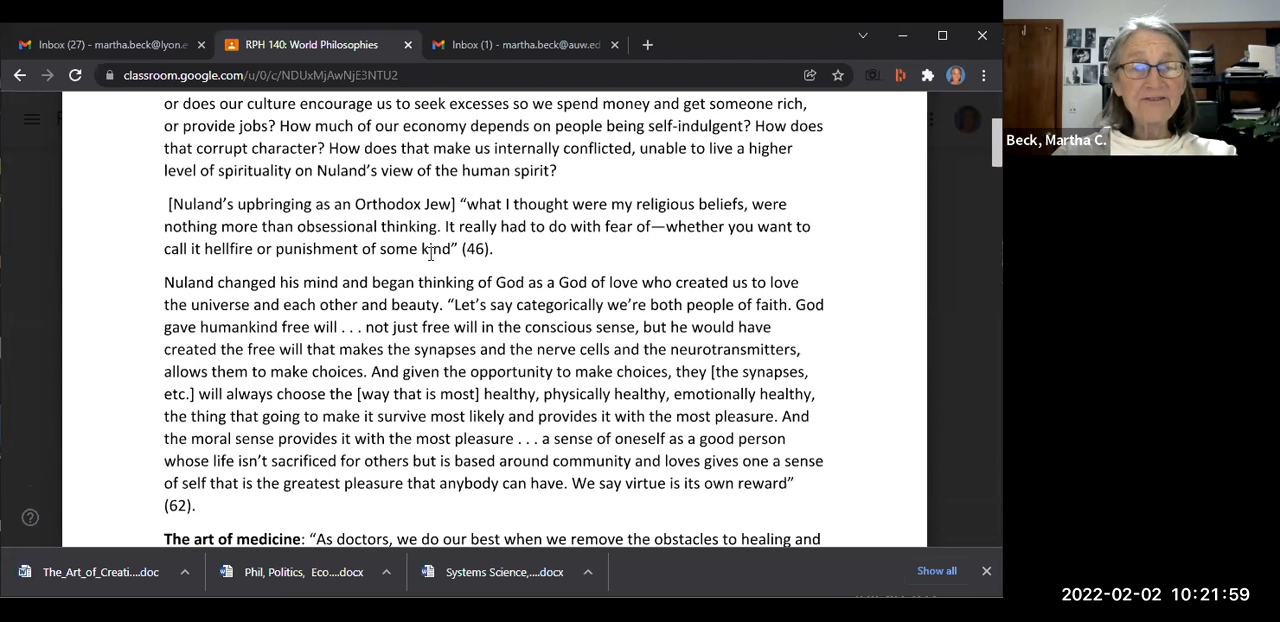 Inbox (27) - martha.beck@lyon.e
RPH 140: World Philosophies
Inbox (1) - martha.beck@auw.ed
classroom.google.com/u/0/c/NDUxMjAwNjE3NTU2
or does our culture encourage us to seek excesses so we spend money and get someone rich,
or provide jobs? How much of our economy depends on people being self-indulgent? How does
that corrupt character? How does that make us internally conflicted, unable to live a higher
level of spirituality on Nuland's view of the human spirit?
[Nuland's upbringing as an Orthodox Jew] “what I thought were my religious beliefs, were
nothing more than obsessional thinking. It really had to do with fear of—whether you want to
call it hellfire or punishment of some kind” (46).
Nuland changed his mind and began thinking of God as a God of love who created us to love
the universe and each other and beauty. “Let's say categorically we're both people of faith. God
gave humankind free will . . . not just free will in the conscious sense, but he would have
created the free will that makes the synapses and the nerve cells and the neurotransmitters,
allows them to make choices. And given the opportunity to make choices, they [the synapses,
etc.] will always choose the [way that is most] healthy, physically healthy, emotionally healthy,
the thing that going to make it survive most likely and provides it with the most pleasure. And
the moral sense provides it with the most pleasure . . . a sense of oneself as a good person
whose life isn't sacrificed for others but is based around community and loves gives one a sense
of self that is the greatest pleasure that anybody can have. We say virtue is its own reward”
(62).
The art of medicine: “As doctors, we do our best when we remove the obstacles to healing and
The_Art_of_Creati....doc
Phil, Politics, Eco....docx
Systems Science,....docx
Show all
Beck, Martha C.
2022-02-02 10:21:59